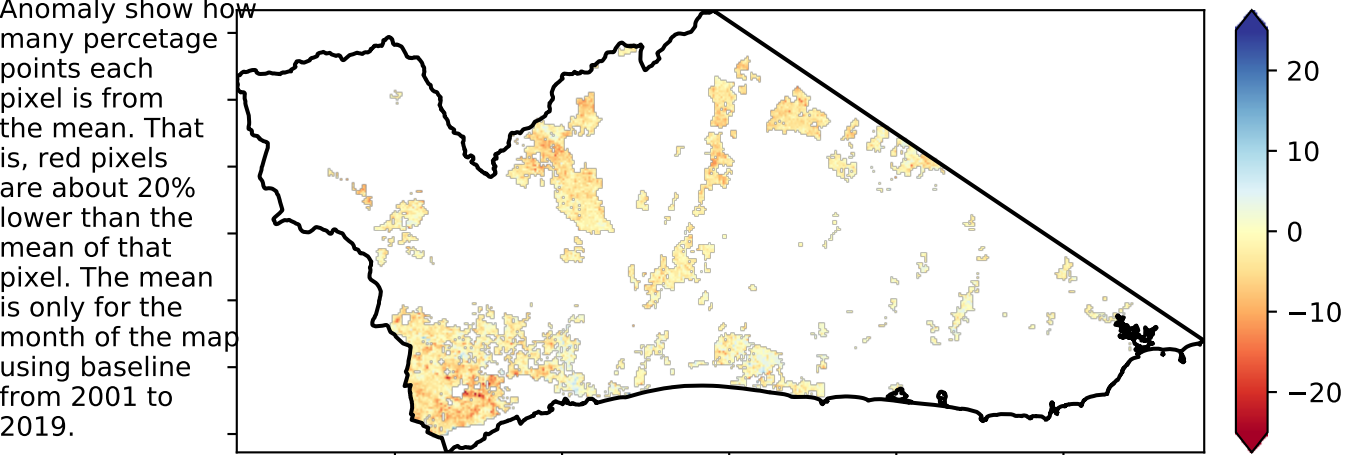 Anomaly show how
many percetage
points each
pixel is from
the mean. That
is, red pixels
are about 20%
lower than the
mean of that
pixel. The mean
is only for the
month of the map
using baseline
from 2001 to
2019.
20
10
0
−10
−20